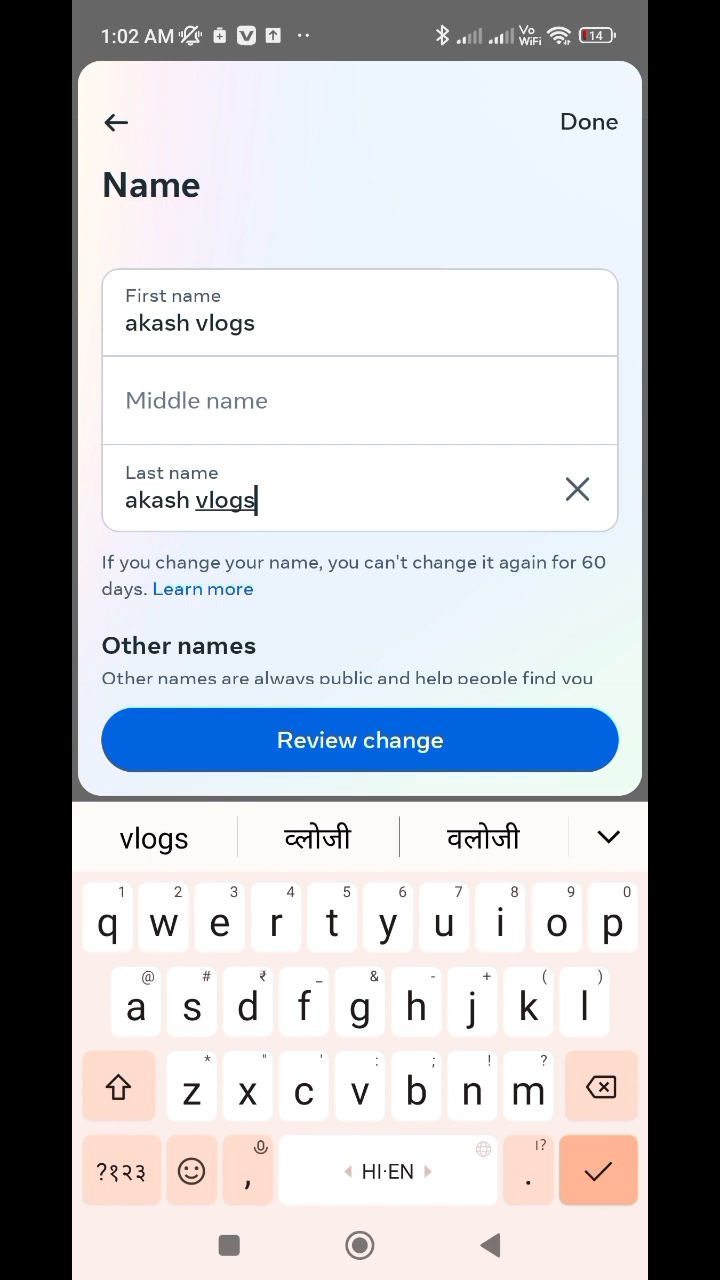 1:02 AM
Vo
WiFi
14
Done
Name
First name
akash vlogs
Middle name
Last name
akash vlogs
If you change your name, you can't change it again for 60
days. Learn more
Other names
Other names are always public and help people find you
Review change
vlogs व्लोजी वलोजी
1 2 3 4 5 6 7 8 9 0
q w e r t y u i o p
@ # ₹ _ & - + ( )
a s d f g h j k l
* " ' : ; ! ?
z x c v b n m
!?
?१२३ , HI·EN .